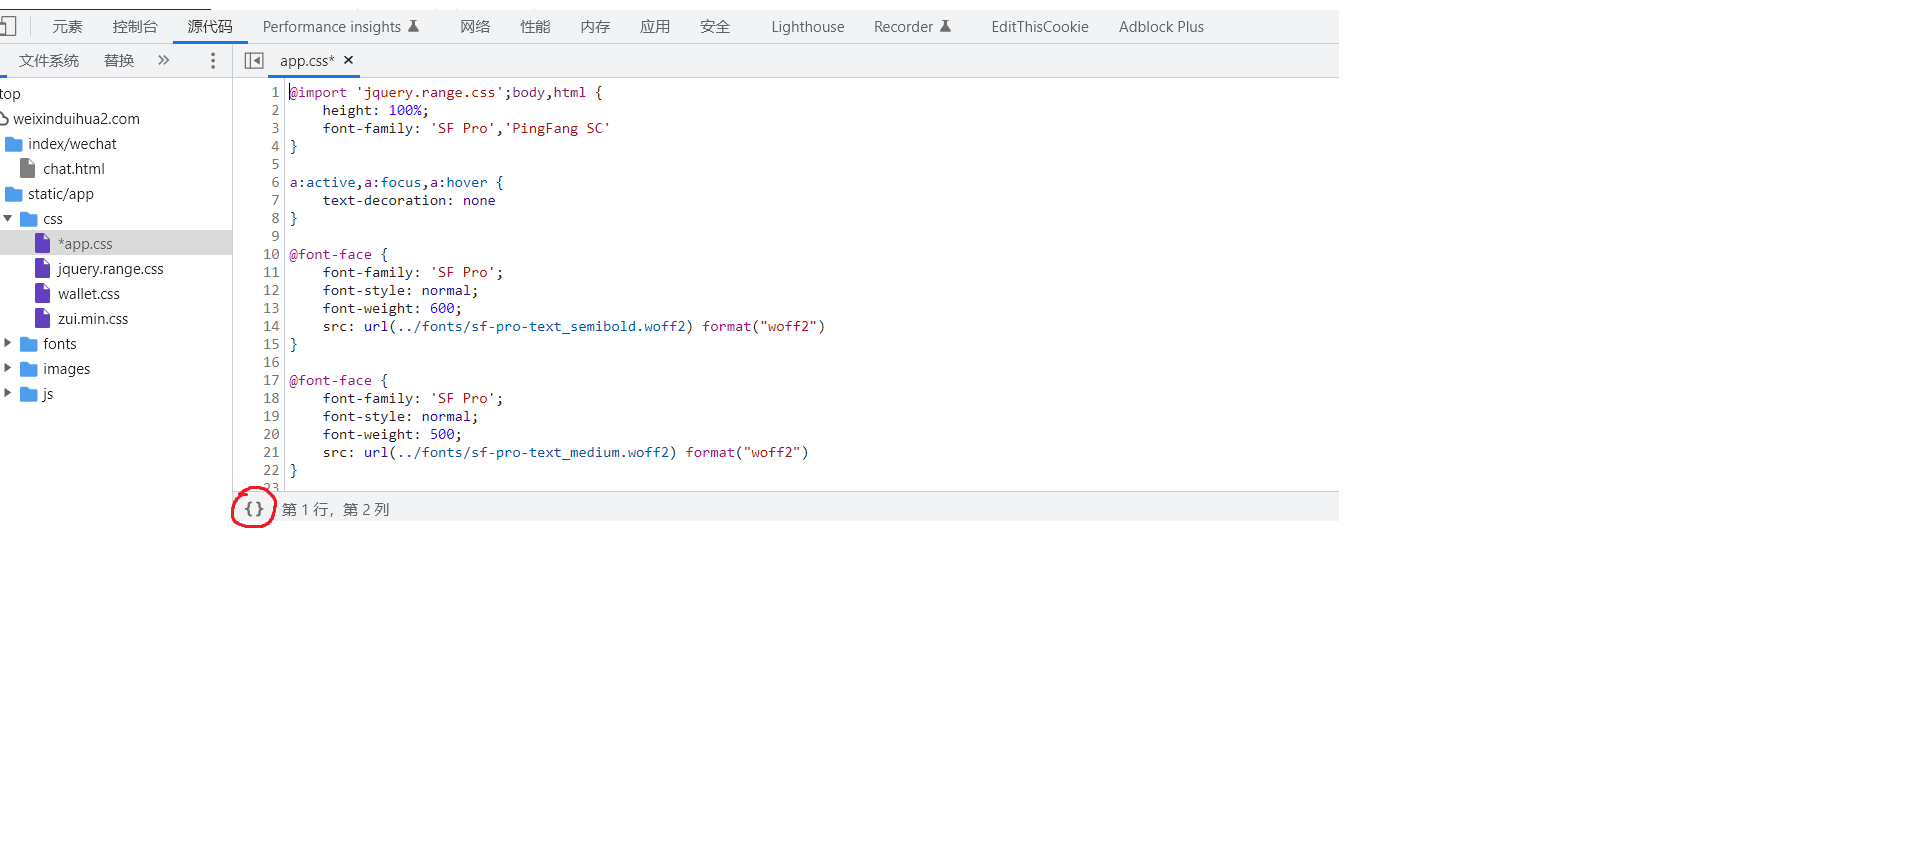 元素 控制台 源代码 Performance insights 网络 性能 内存 应用 安全 Lighthouse Recorder EditThisCookie Adblock Plus
文件系统 替换 » app.css* ×
top
weixinduihua2.com
index/wechat
chat.html
static/app
css
*app.css
jquery.range.css
wallet.css
zui.min.css
fonts
images
js
1 @import 'jquery.range.css';body,html {
2     height: 100%;
3     font-family: 'SF Pro','PingFang SC'
4 }
5
6 a:active,a:focus,a:hover {
7     text-decoration: none
8 }
9
10 @font-face {
11     font-family: 'SF Pro';
12     font-style: normal;
13     font-weight: 600;
14     src: url(../fonts/sf-pro-text_semibold.woff2) format("woff2")
15 }
16
17 @font-face {
18     font-family: 'SF Pro';
19     font-style: normal;
20     font-weight: 500;
21     src: url(../fonts/sf-pro-text_medium.woff2) format("woff2")
22 }
23
{} 第 1 行，第 2 列